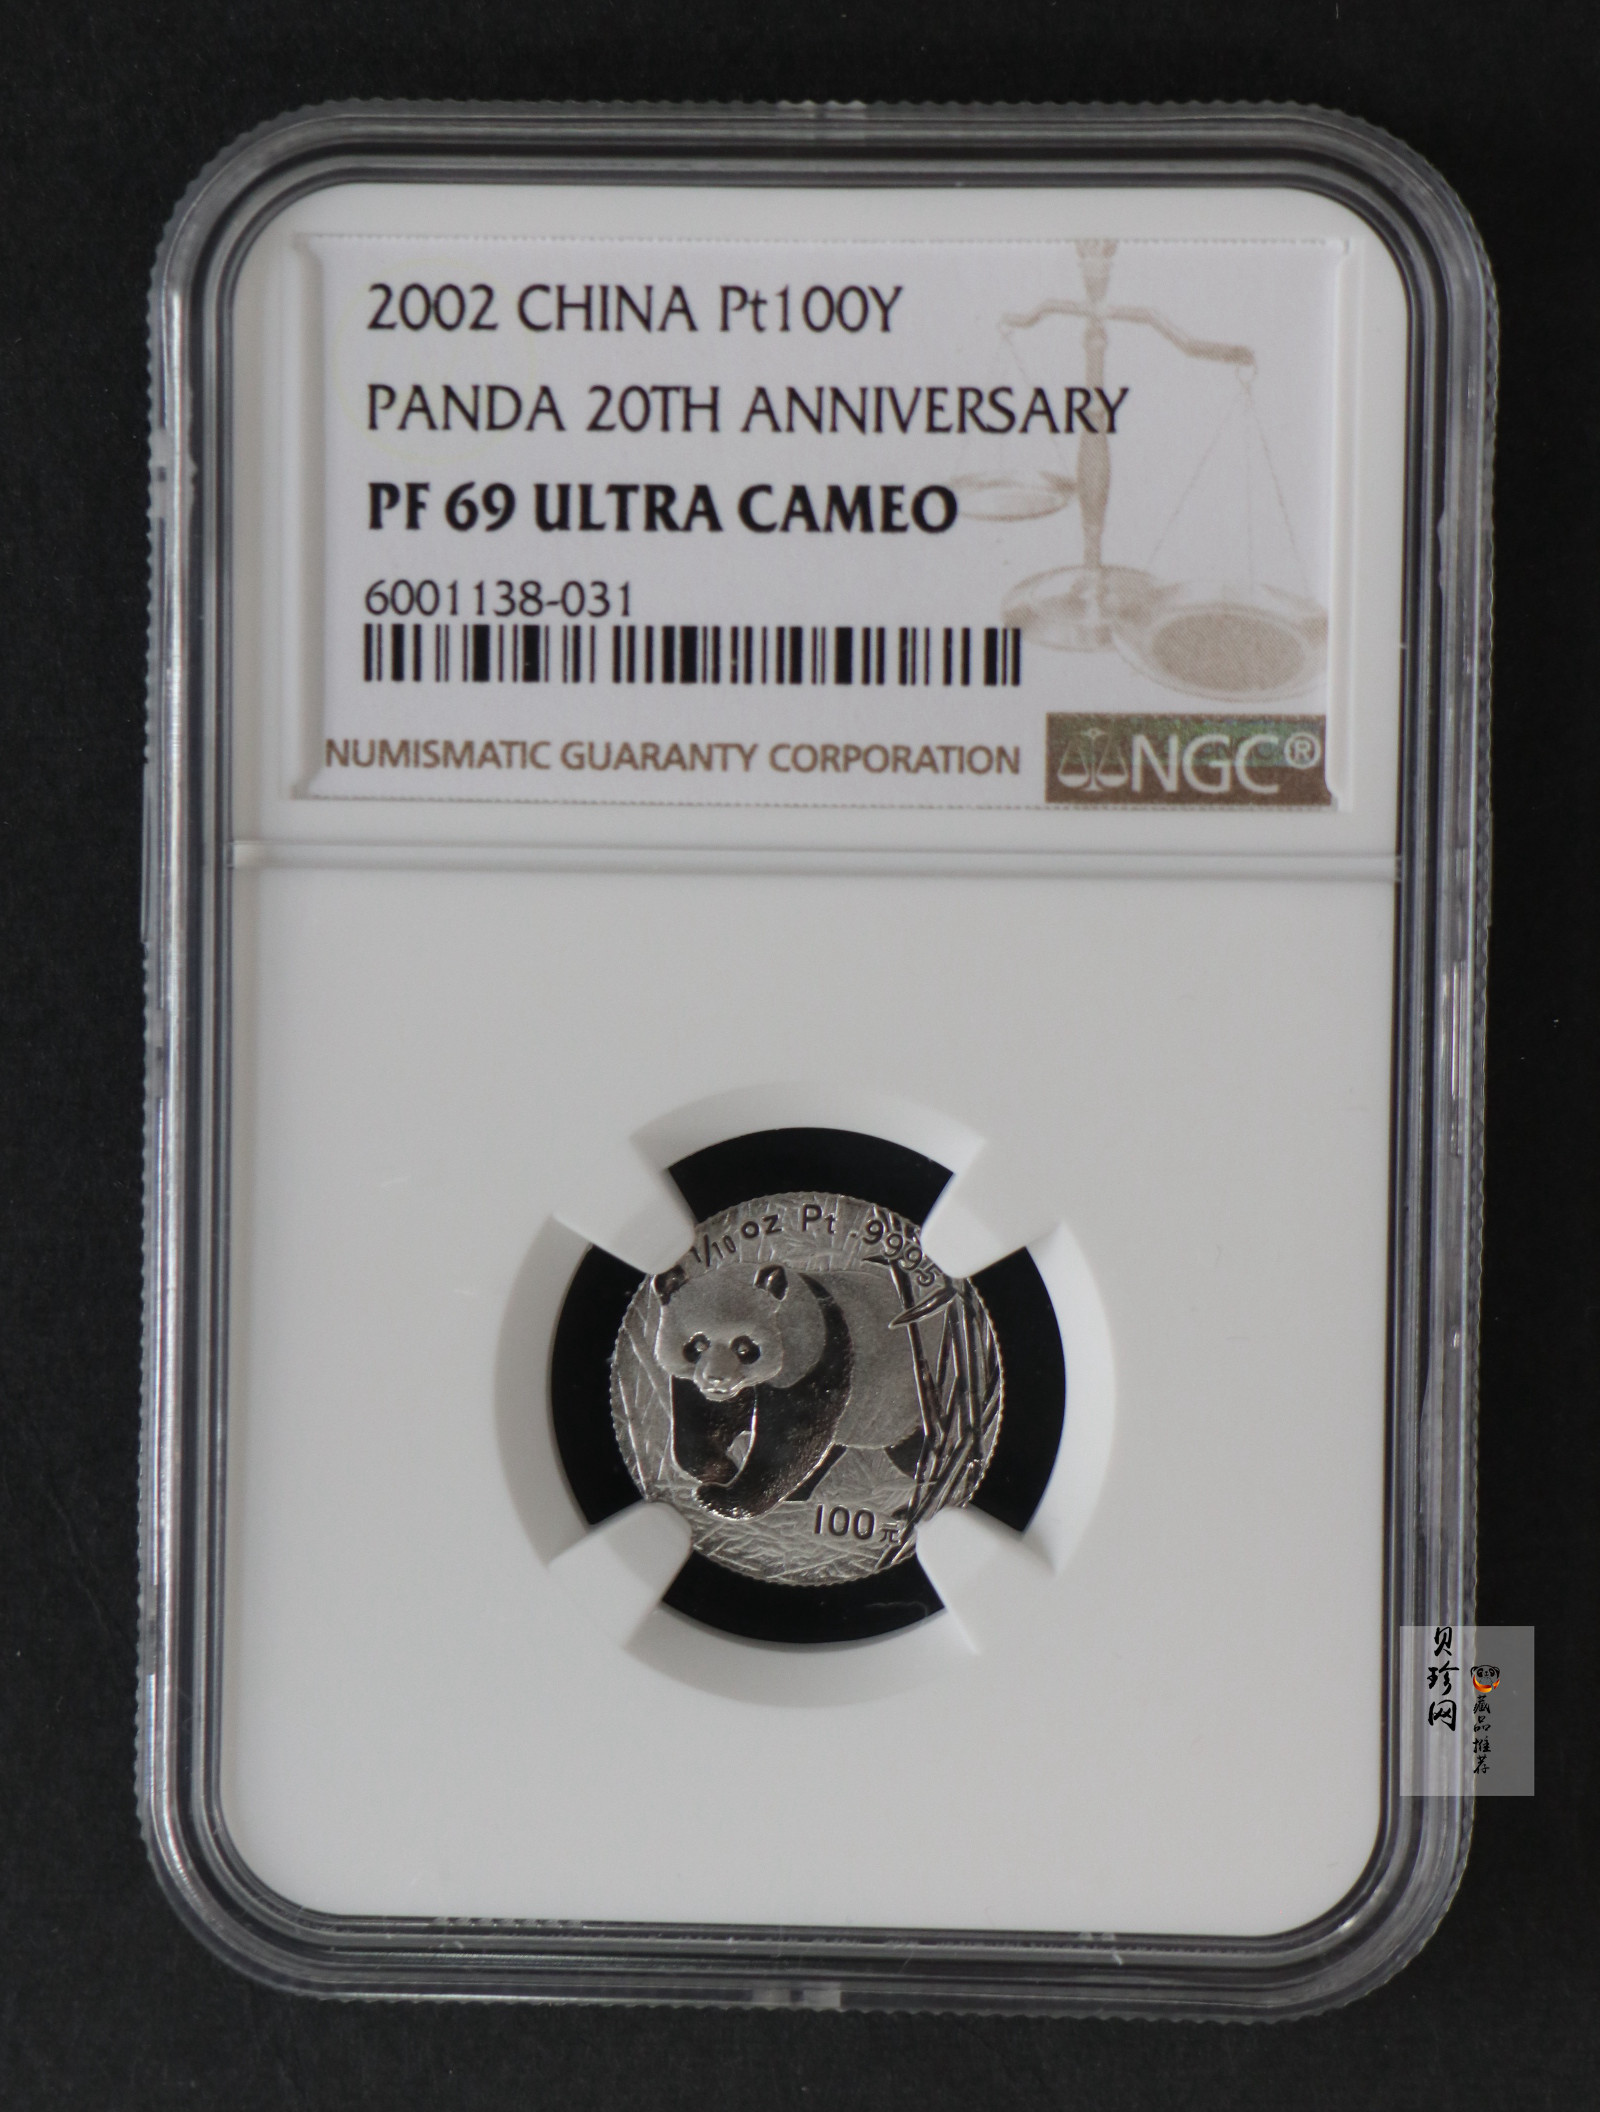 2002 CHINA Pt100Y
PANDA 20TH ANNIVERSARY
PF 69 ULTRA CAMEO
6001138-031
NUMISMATIC GUARANTY CORPORATION
NGC®
1/10 oz Pt .9995
100元
贝珍网
藏品推荐